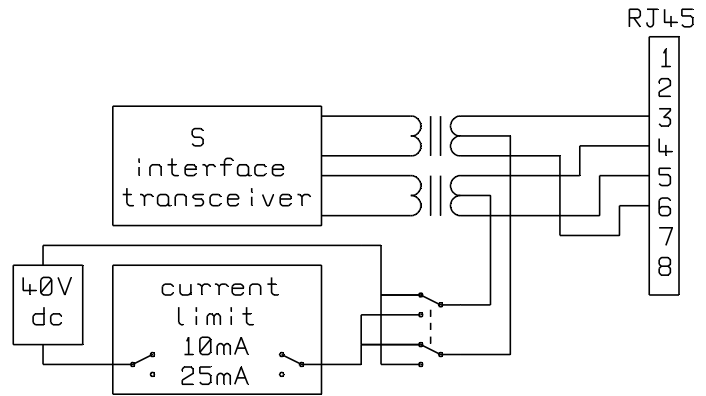 RJ45
1
2
3
4
5
6
7
8
S
interface
transceiver
40V
dc
current
limit
10mA
25mA